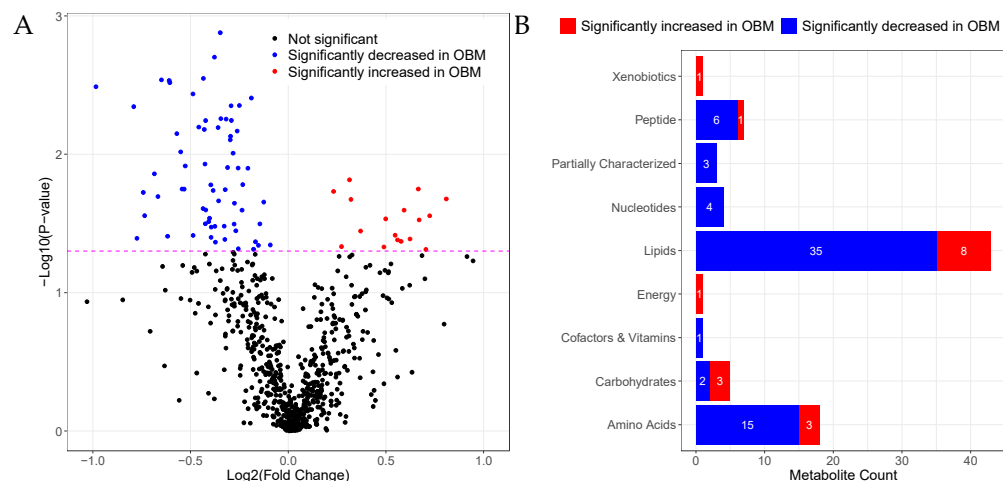 A
3
2
1
0
−Log10(P−value)
Not significant
Significantly decreased in OBM
Significantly increased in OBM
−1.0 −0.5 0.0 0.5 1.0
Log2(Fold Change)
B
Significantly increased in OBM Significantly decreased in OBM
Xenobiotics 1
Peptide 6 1
Partially Characterized 3
Nucleotides 4
Lipids 35 8
Energy 1
Cofactors & Vitamins 1
Carbohydrates 2 3
Amino Acids 15 3
0 10 20 30 40
Metabolite Count